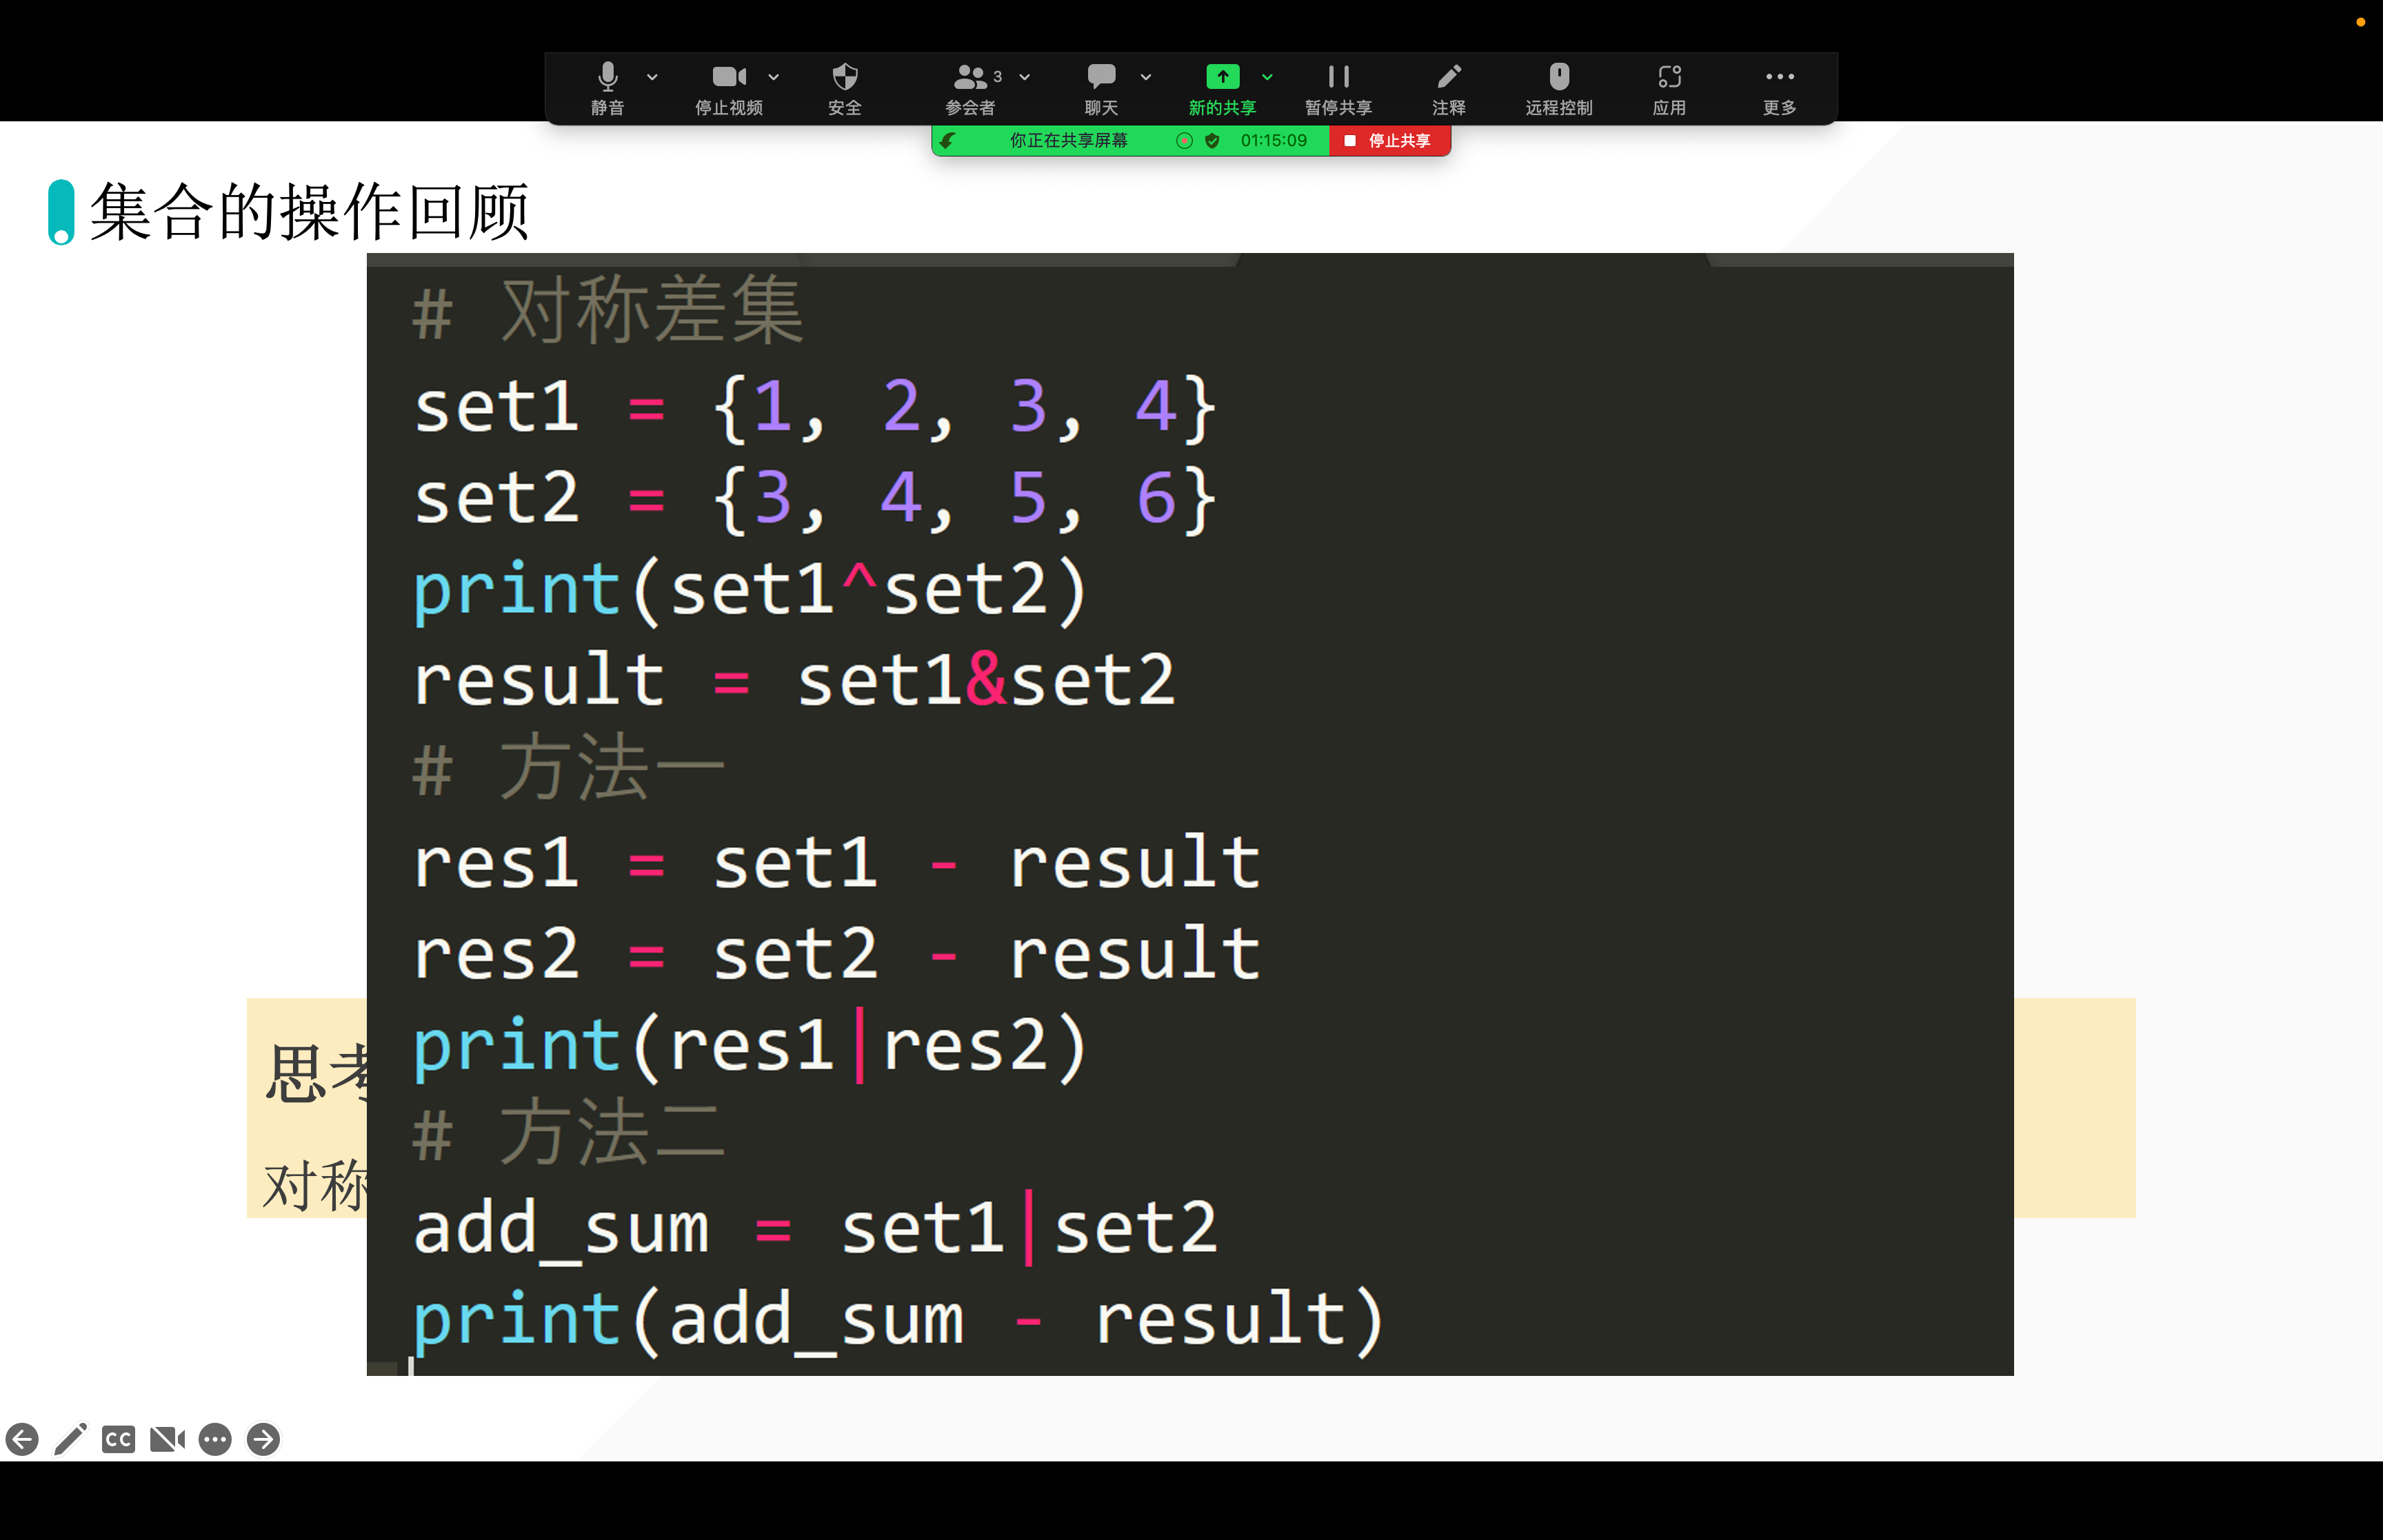 静音
停止视频
安全
参会者 3
聊天
新的共享
暂停共享
注释
远程控制
应用
更多
你正在共享屏幕 01:15:09 停止共享
集合的操作回顾
# 对称差集
set1 = {1, 2, 3, 4}
set2 = {3, 4, 5, 6}
print(set1^set2)
result = set1&set2
# 方法一
res1 = set1 - result
res2 = set2 - result
print(res1|res2)
# 方法二
add_sum = set1|set2
print(add_sum - result)
思考
对称
CC